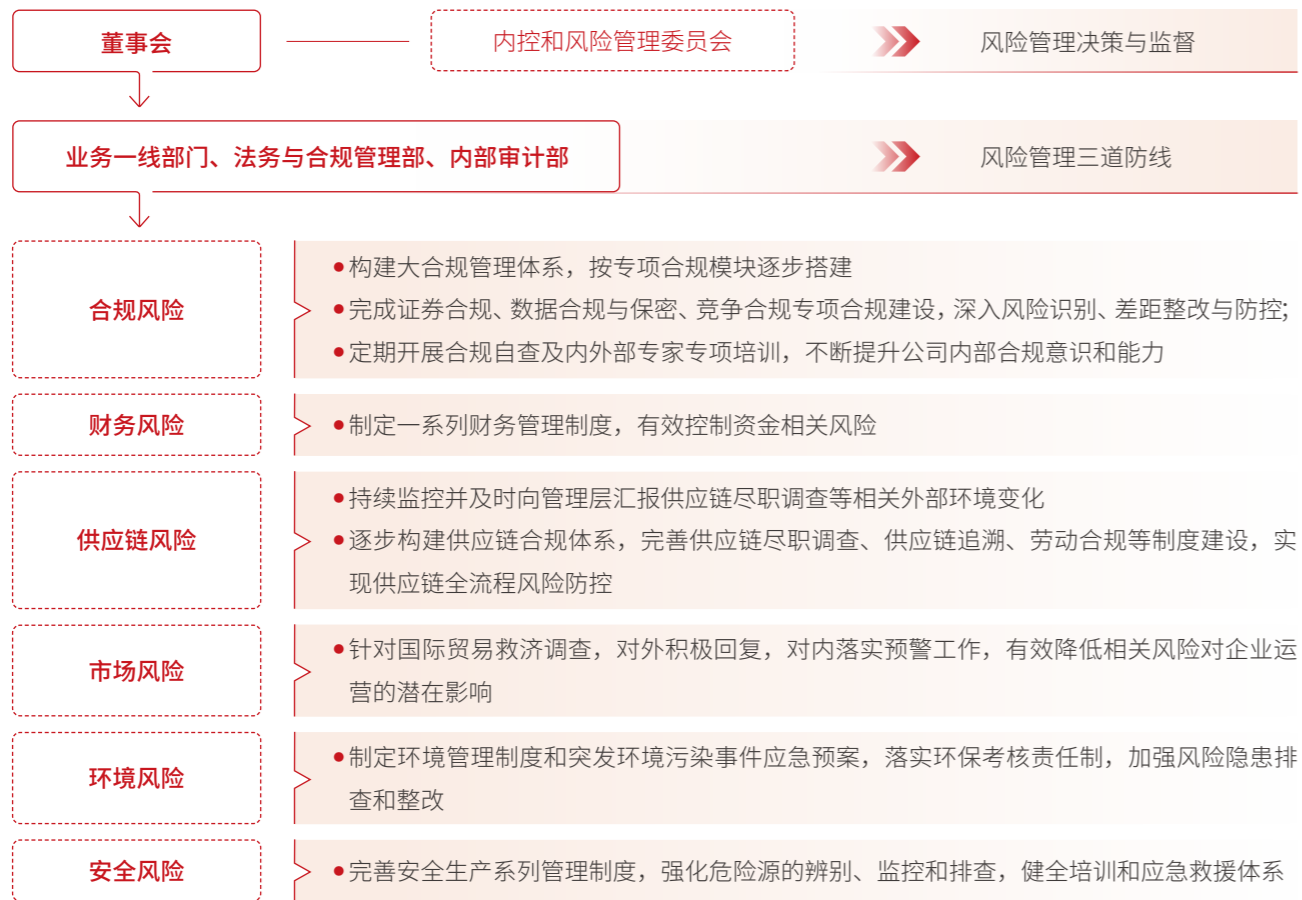 董事会
内控和风险管理委员会
风险管理决策与监督
业务一线部门、法务与合规管理部、内部审计部
风险管理三道防线
合规风险
●构建大合规管理体系，按专项合规模块逐步搭建
●完成证券合规、数据合规与保密、竞争合规专项合规建设，深入风险识别、差距整改与防控;
●定期开展合规自查及内外部专家专项培训，不断提升公司内部合规意识和能力
财务风险
●制定一系列财务管理制度，有效控制资金相关风险
供应链风险
●持续监控并及时向管理层汇报供应链尽职调查等相关外部环境变化
●逐步构建供应链合规体系，完善供应链尽职调查、供应链追溯、劳动合规等制度建设，实
现供应链全流程风险防控
市场风险
●针对国际贸易救济调查，对外积极回复，对内落实预警工作，有效降低相关风险对企业运
营的潜在影响
环境风险
●制定环境管理制度和突发环境污染事件应急预案，落实环保考核责任制，加强风险隐患排
查和整改
安全风险
●完善安全生产系列管理制度，强化危险源的辨别、监控和排查，健全培训和应急救援体系